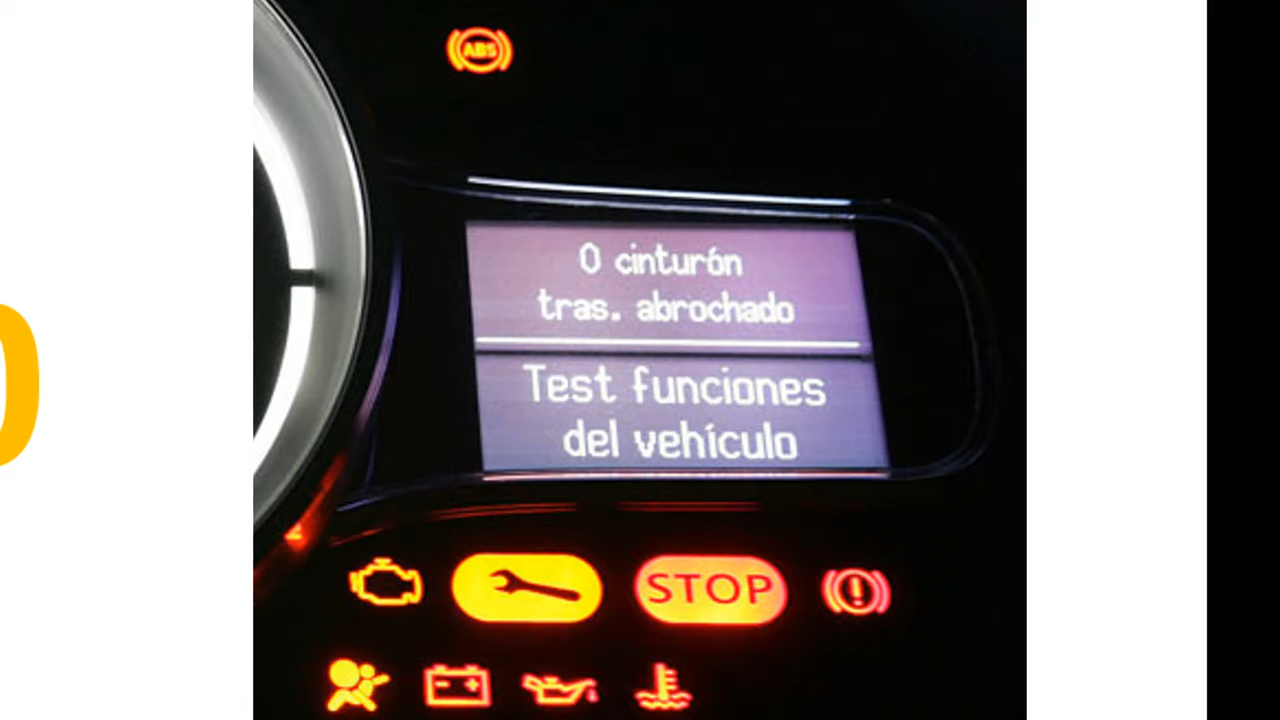 ABS
0 cinturón
tras. abrochado
Test funciones
del vehículo
STOP